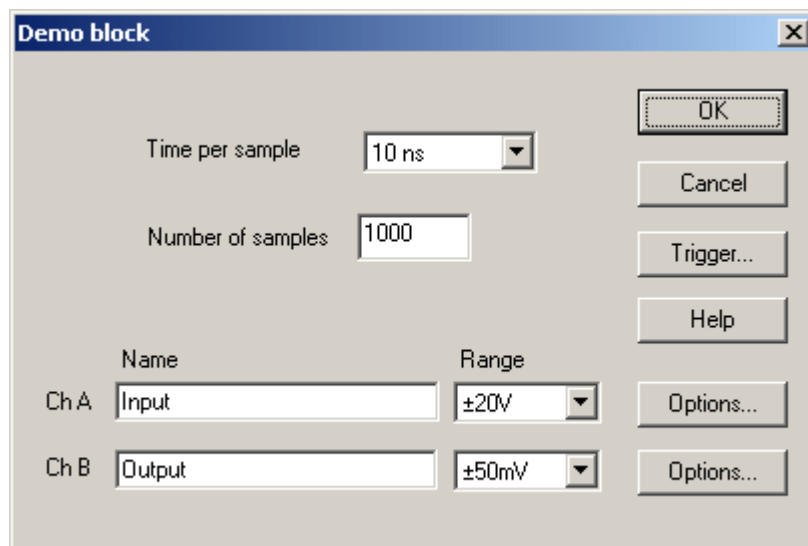 Demo block
OK
Time per sample 10 ns
Cancel
Number of samples 1000
Trigger...
Help
Name Range
Ch A Input ±20V Options...
Ch B Output ±50mV Options...